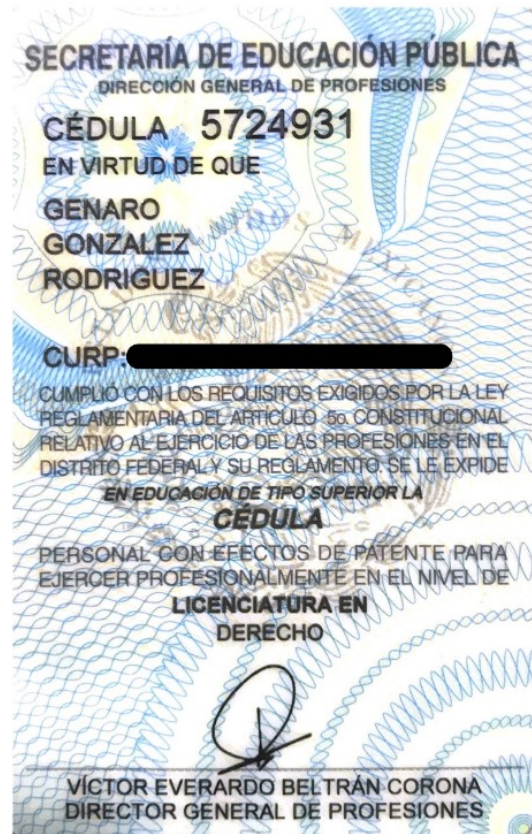 SECRETARÍA DE EDUCACIÓN PÚBLICA
DIRECCIÓN GENERAL DE PROFESIONES
CÉDULA 5724931
EN VIRTUD DE QUE
GENARO
GONZALEZ
RODRIGUEZ
CURP:
CUMPLIÓ CON LOS REQUISITOS EXIGIDOS POR LA LEY
REGLAMENTARIA DEL ARTÍCULO 5o. CONSTITUCIONAL
RELATIVO AL EJERCICIO DE LAS PROFESIONES EN EL
DISTRITO FEDERAL Y SU REGLAMENTO. SE LE EXPIDE
EN EDUCACIÓN DE TIPO SUPERIOR LA
CÉDULA
PERSONAL CON EFECTOS DE PATENTE PARA
EJERCER PROFESIONALMENTE EN EL NIVEL DE
LICENCIATURA EN
DERECHO
VÍCTOR EVERARDO BELTRÁN CORONA
DIRECTOR GENERAL DE PROFESIONES